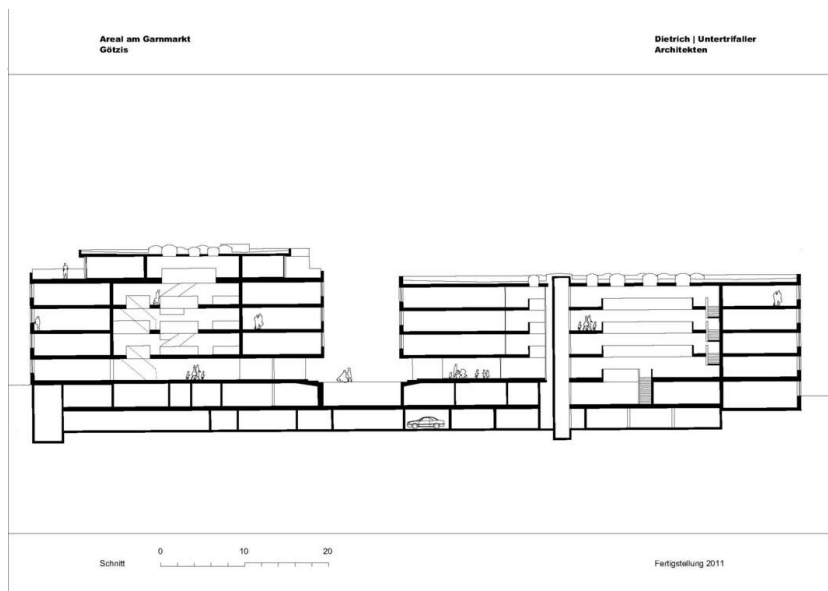 Areal am Garnmarkt
Götzis
Dietrich | Untertrifaller
Architekten
Schnitt
0 10 20
Fertigstellung 2011